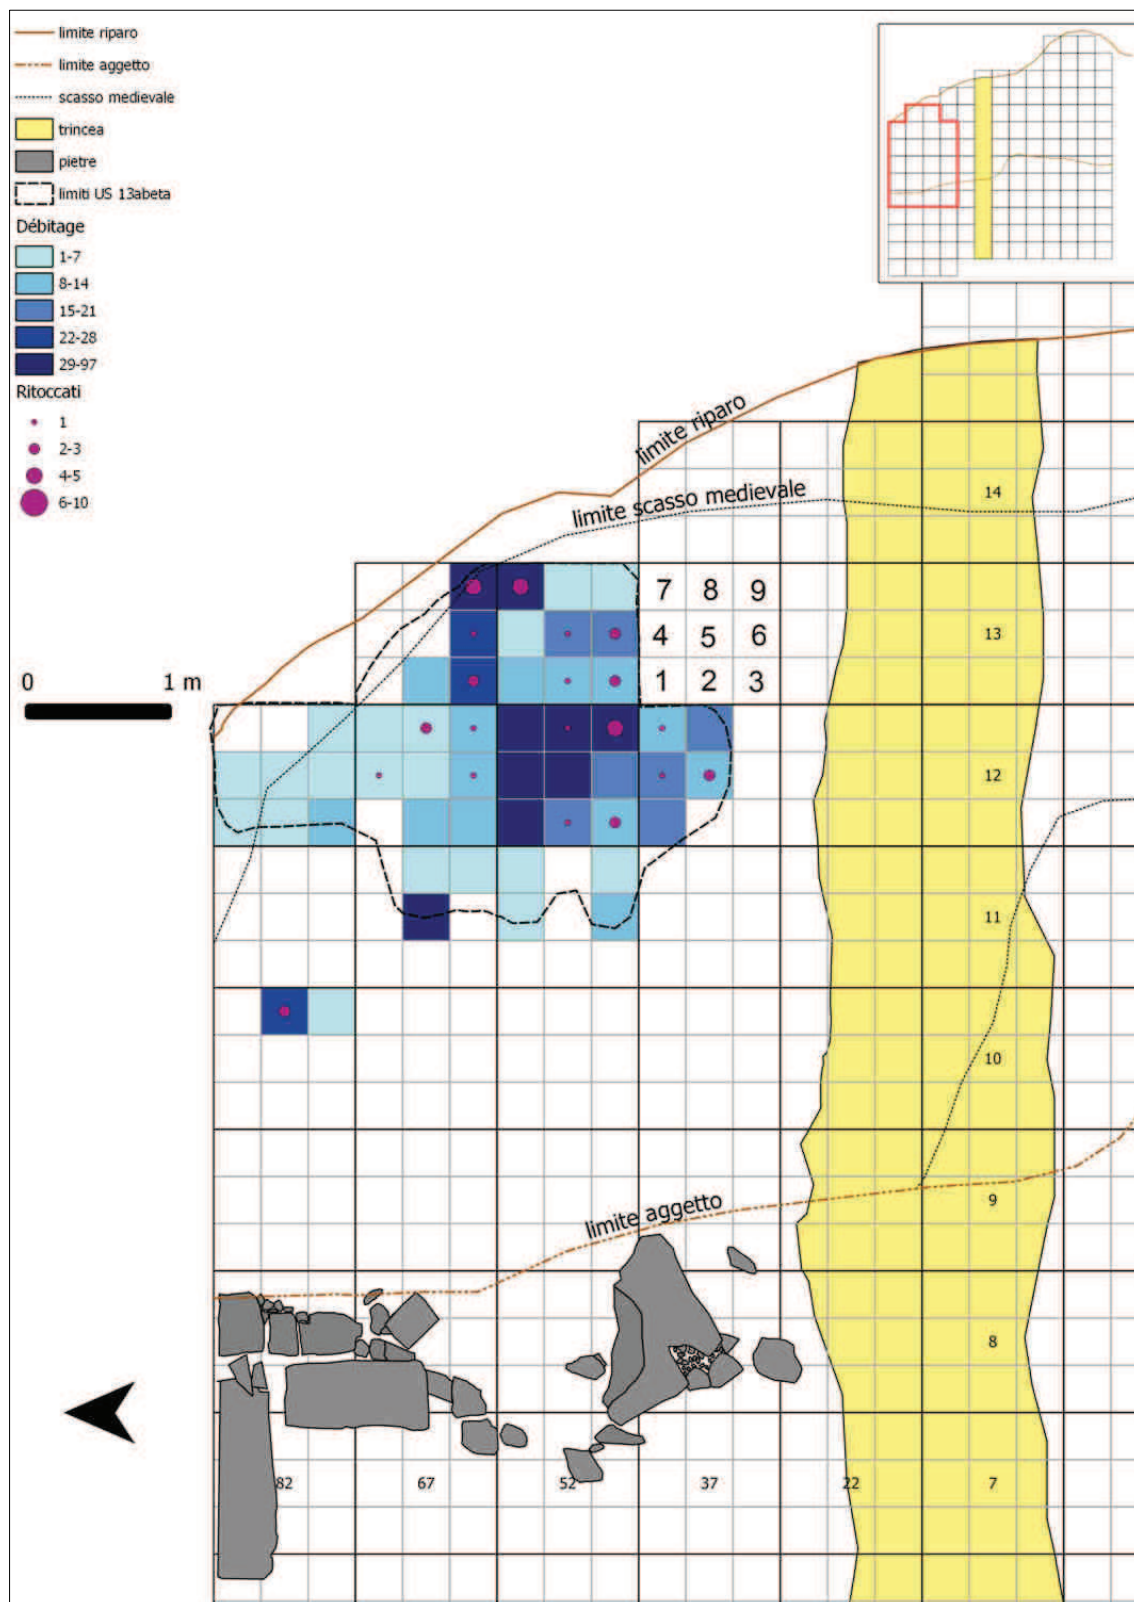 limite riparo
limite aggetto
scasso medievale
trincea
pietre
limiti US 13abeta
Débitage
1-7
8-14
15-21
22-28
29-97
Ritoccati
1
2-3
4-5
6-10
limite riparo
limite scasso medievale
14
7 8 9
4 5 6
13
1 2 3
0 1 m
12
11
10
limite aggetto
9
8
82 67 52 37 22 7